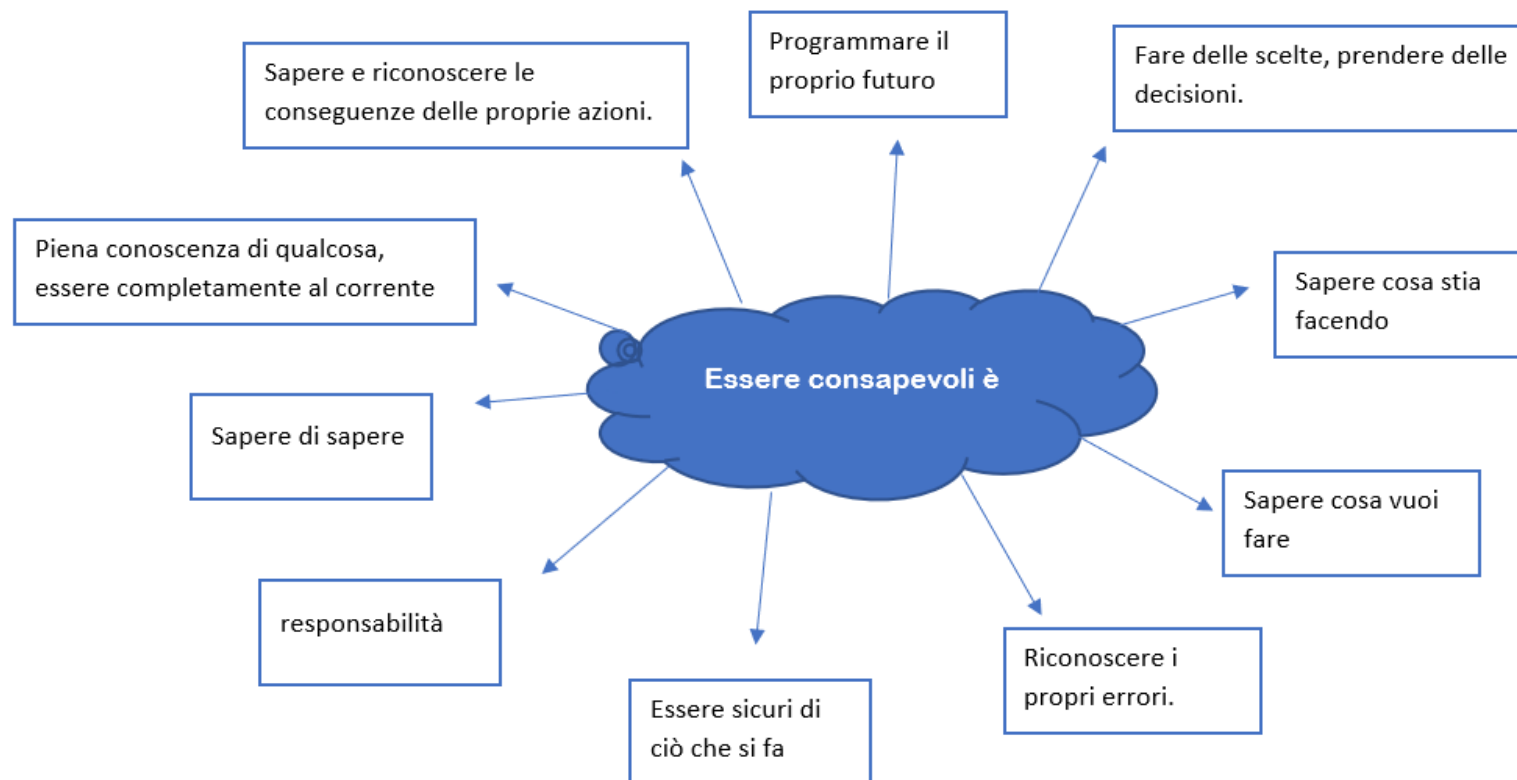 Programmare il
proprio futuro
Fare delle scelte, prendere delle
decisioni.
Sapere e riconoscere le
conseguenze delle proprie azioni.
Piena conoscenza di qualcosa,
essere completamente al corrente
Sapere cosa stia
facendo
Essere consapevoli è
Sapere di sapere
Sapere cosa vuoi
fare
responsabilità
Riconoscere i
propri errori.
Essere sicuri di
ciò che si fa